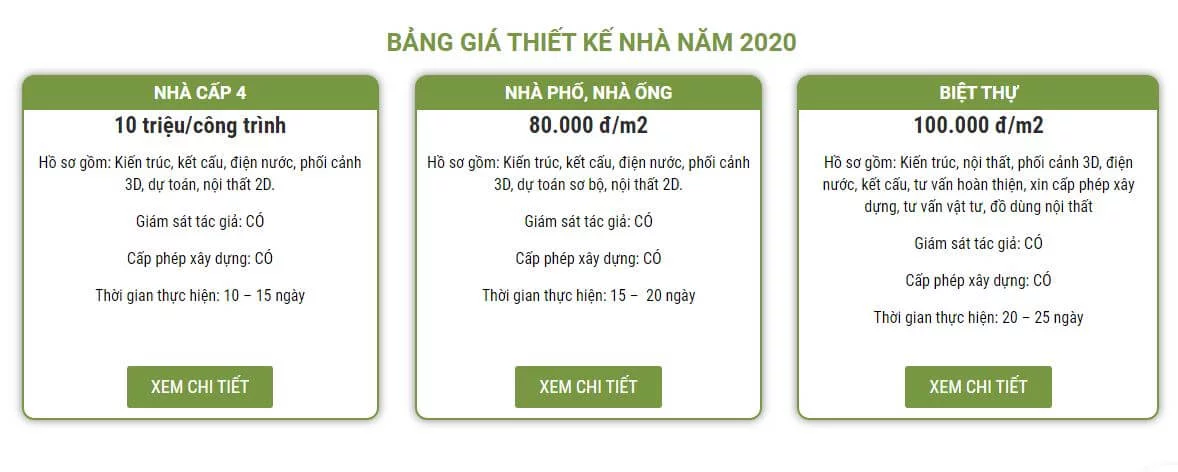 BẢNG GIÁ THIẾT KẾ NHÀ NĂM 2020
NHÀ CẤP 4
10 triệu/công trình
Hồ sơ gồm: Kiến trúc, kết cấu, điện nước, phối cảnh
3D, dự toán, nội thất 2D.
Giám sát tác giả: CÓ
Cấp phép xây dựng: CÓ
Thời gian thực hiện: 10 – 15 ngày
XEM CHI TIẾT
NHÀ PHỐ, NHÀ ỐNG
80.000 đ/m2
Hồ sơ gồm: Kiến trúc, kết cấu, điện nước, phối cảnh
3D, dự toán sơ bộ, nội thất 2D.
Giám sát tác giả: CÓ
Cấp phép xây dựng: CÓ
Thời gian thực hiện: 15 – 20 ngày
XEM CHI TIẾT
BIỆT THỰ
100.000 đ/m2
Hồ sơ gồm: Kiến trúc, nội thất, phối cảnh 3D, điện
nước, kết cấu, tư vấn hoàn thiện, xin cấp phép xây
dựng, tư vấn vật tư, đồ dùng nội thất
Giám sát tác giả: CÓ
Cấp phép xây dựng: CÓ
Thời gian thực hiện: 20 – 25 ngày
XEM CHI TIẾT